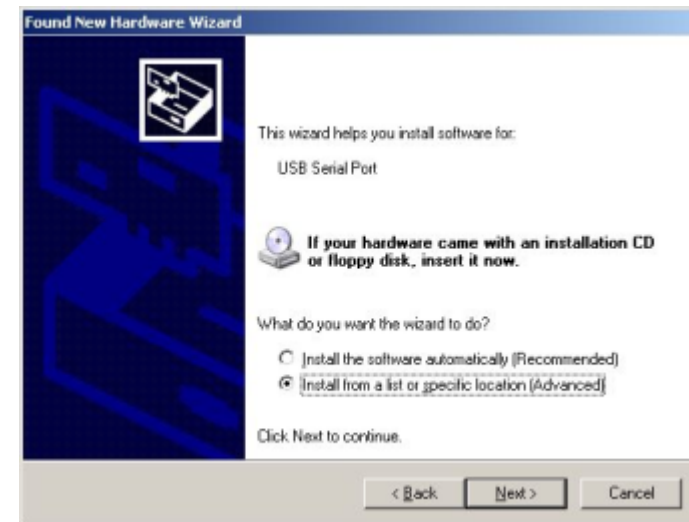 Found New Hardware Wizard
This wizard helps you install software for:
USB Serial Port
If your hardware came with an installation CD
or floppy disk, insert it now.
What do you want the wizard to do?
Install the software automatically (Recommended)
Install from a list or specific location (Advanced)
Click Next to continue.
< Back Next > Cancel